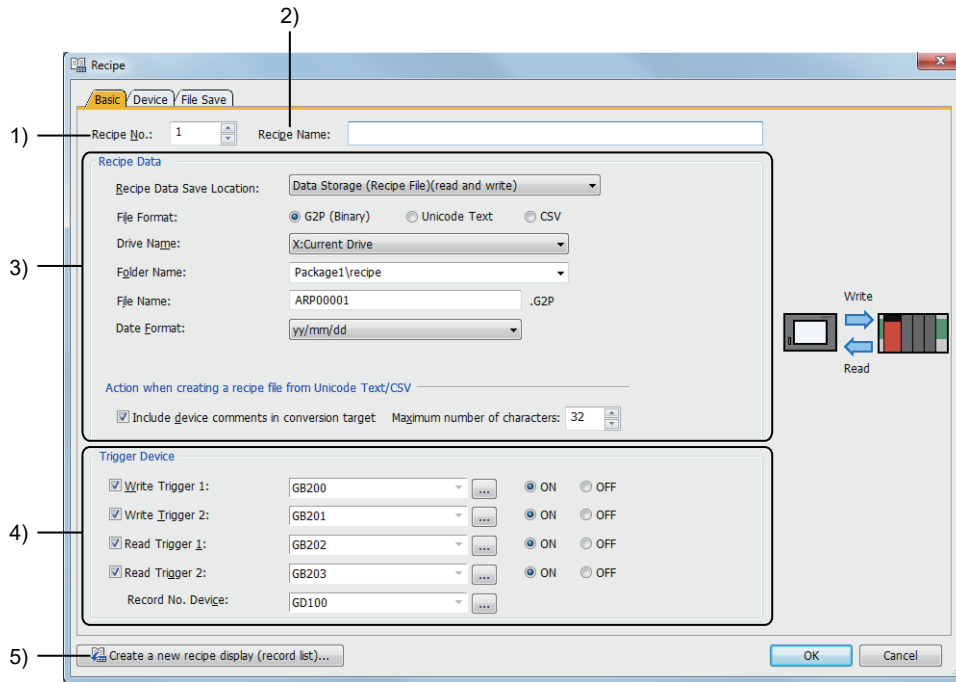 2)
Recipe
Basic Device File Save
1) Recipe No.: 1 Recipe Name:
Recipe Data
Recipe Data Save Location: Data Storage (Recipe File)(read and write)
File Format: G2P (Binary) Unicode Text CSV
Drive Name: X:Current Drive
3) Folder Name: Package1\recipe
File Name: ARP00001 .G2P
Write
Date Format: yy/mm/dd
Read
Action when creating a recipe file from Unicode Text/CSV
Include device comments in conversion target Maximum number of characters: 32
Trigger Device
Write Trigger 1: GB200 ... ON OFF
Write Trigger 2: GB201 ... ON OFF
4) Read Trigger 1: GB202 ... ON OFF
Read Trigger 2: GB203 ... ON OFF
Record No. Device: GD100 ...
5) Create a new recipe display (record list)... OK Cancel